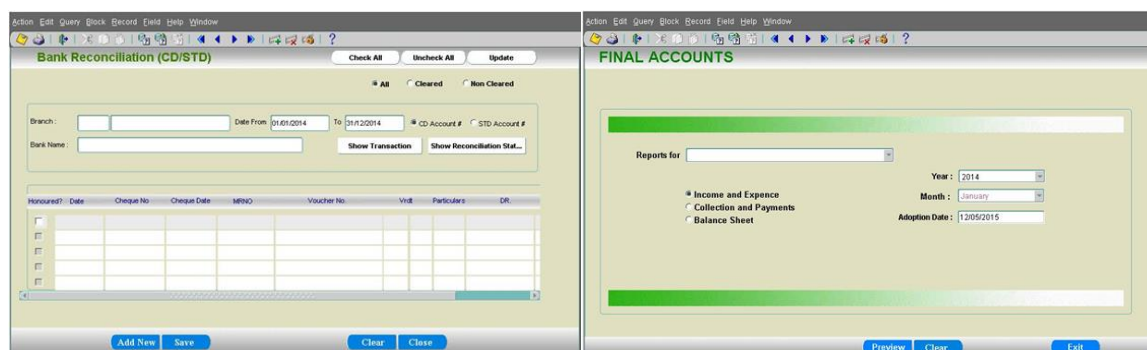 Action Edit Query Block Record Field Help Window
Bank Reconciliation (CD/STD)
Check All Uncheck All Update
All Cleared Non Cleared
Branch : Date From 01/01/2014 To 31/12/2014 CD Account # STD Account #
Bank Name : Show Transaction Show Reconciliation Stat...
Honoured? Date Cheque No Cheque Date MRNO Voucher No. Vrdt Particulars DR.
Add New Save Clear Close
Action Edit Query Block Record Field Help Window
FINAL ACCOUNTS
Reports for
Year : 2014
Income and Expence Month : January
Collection and Payments Adoption Date : 12/05/2015
Balance Sheet
Preview Clear Exit